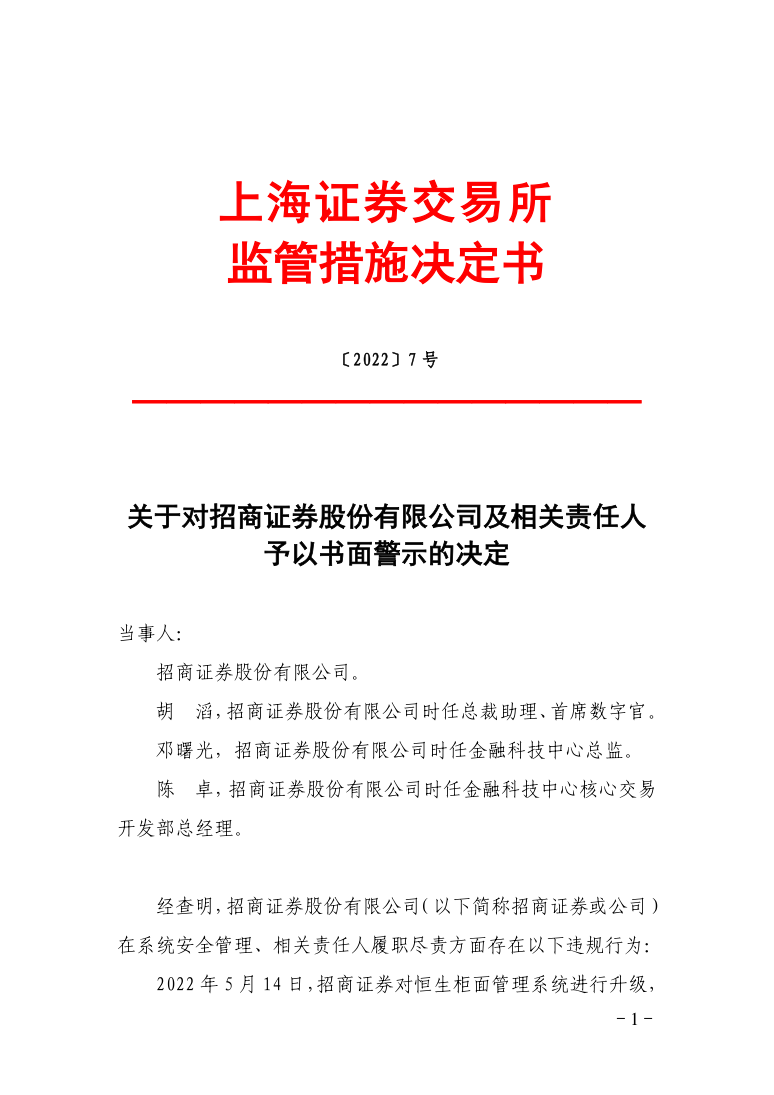 上海证券交易所
监管措施决定书
〔2022〕7 号
关于对招商证券股份有限公司及相关责任人
予以书面警示的决定
当事人：
招商证券股份有限公司。
胡　滔，招商证券股份有限公司时任总裁助理、首席数字官。
邓曙光，招商证券股份有限公司时任金融科技中心总监。
陈　卓，招商证券股份有限公司时任金融科技中心核心交易
开发部总经理。
经查明，招商证券股份有限公司（以下简称招商证券或公司）
在系统安全管理、相关责任人履职尽责方面存在以下违规行为：
2022 年 5 月 14 日，招商证券对恒生柜面管理系统进行升级，
－1－